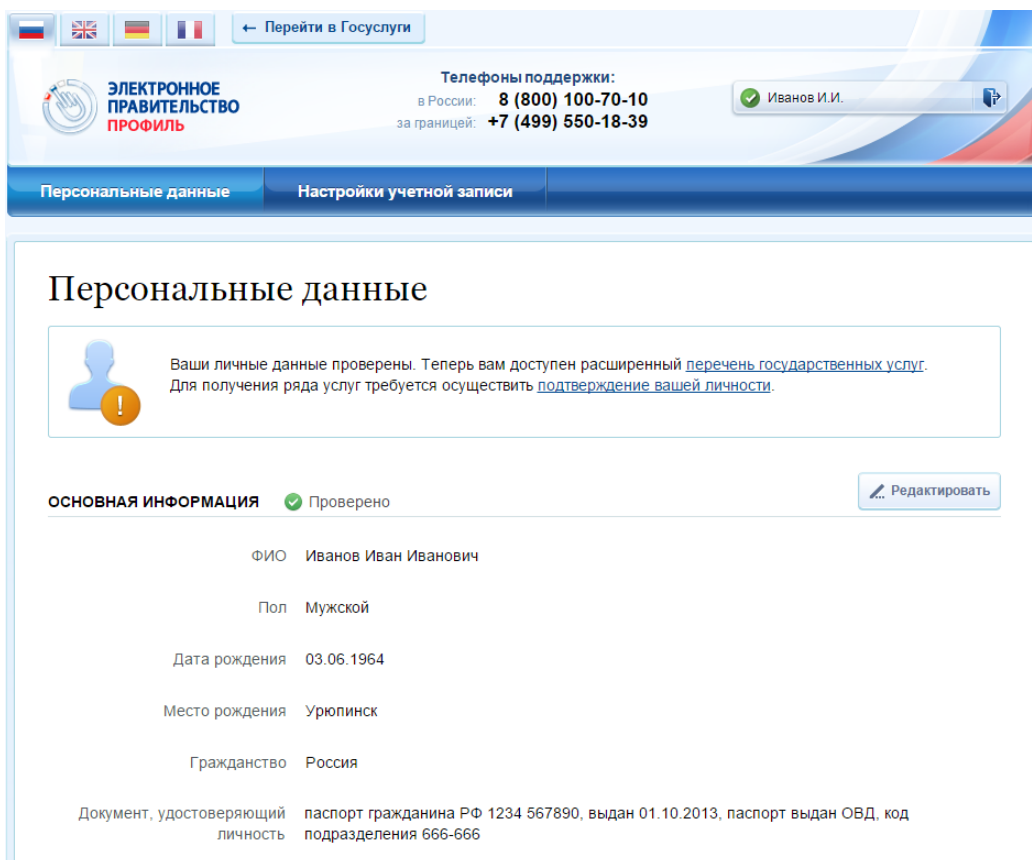 ← Перейти в Госуслуги
ЭЛЕКТРОННОЕ
ПРАВИТЕЛЬСТВО
ПРОФИЛЬ
Телефоны поддержки:
в России: 8 (800) 100-70-10
за границей: +7 (499) 550-18-39
Иванов И.И.
Персональные данные
Настройки учетной записи
Персональные данные
Ваши личные данные проверены. Теперь вам доступен расширенный перечень государственных услуг.
Для получения ряда услуг требуется осуществить подтверждение вашей личности.
ОСНОВНАЯ ИНФОРМАЦИЯ Проверено
Редактировать
ФИО Иванов Иван Иванович
Пол Мужской
Дата рождения 03.06.1964
Место рождения Урюпинск
Гражданство Россия
Документ, удостоверяющий личность
паспорт гражданина РФ 1234 567890, выдан 01.10.2013, паспорт выдан ОВД, код
подразделения 666-666